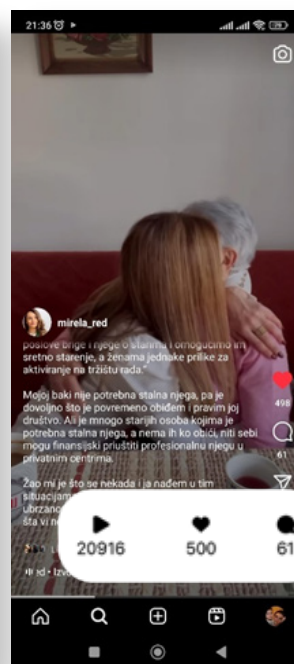 21:36
mirela_red
poslove brige i njege o starima i omogućimo im
sretno starenje, a ženama jednake prilike za
aktiviranje na tržištu rada."
Mojoj baki nije potrebna stalna njega, pa je
dovoljno što je povremeno obiđem i pravim joj
društvo. Ali je mnogo starijih osoba kojima je
potrebna stalna njega, a nema ih ko obići, niti sebi
mogu finansijski priuštiti profesionalnu njegu u
privatnim centrima.
Žao mi je što se nekada i ja nađem u tim
situacijama
ubrzano
šta vi
498
61
20916
500
61